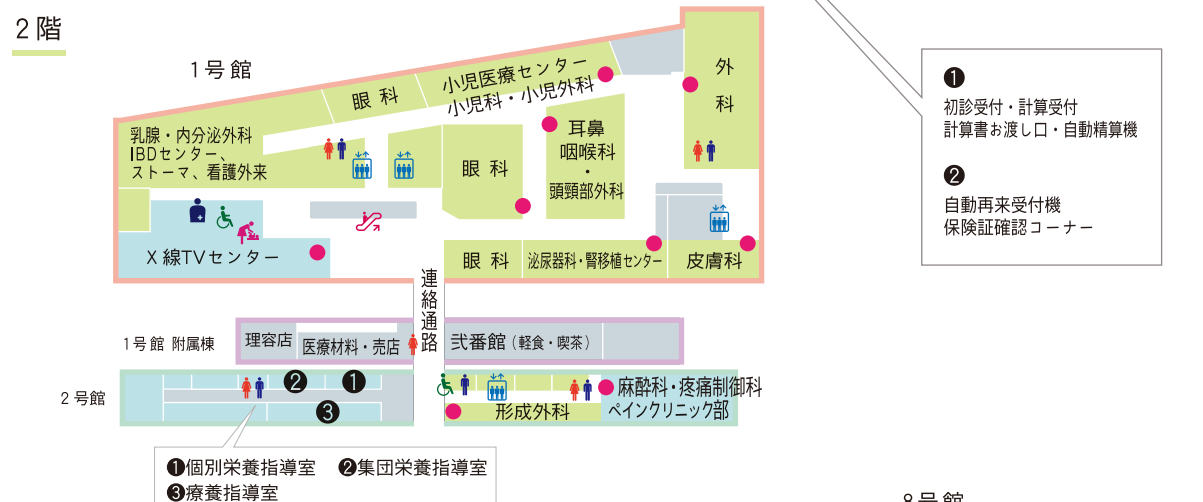 2階
1号館
外
科
小児医療センター
小児科・小児外科
眼科
乳腺・内分泌外科
IBDセンター、
ストーマ、看護外来
眼科
耳鼻
咽喉科
・
頭頸部外科
X線TVセンター
眼科
泌尿器科・腎移植センター
皮膚科
連絡通路
1号館 附属棟
理容店
医療材料・売店
弐番館（軽食・喫茶）
2号館
❷
❶
❸
麻酔科・疼痛制御科
ペインクリニック部
形成外科
❶個別栄養指導室 ❷集団栄養指導室
❸療養指導室
❶
初診受付・計算受付
計算書お渡し口・自動精算機
❷
自動再来受付機
保険証確認コーナー
8号館